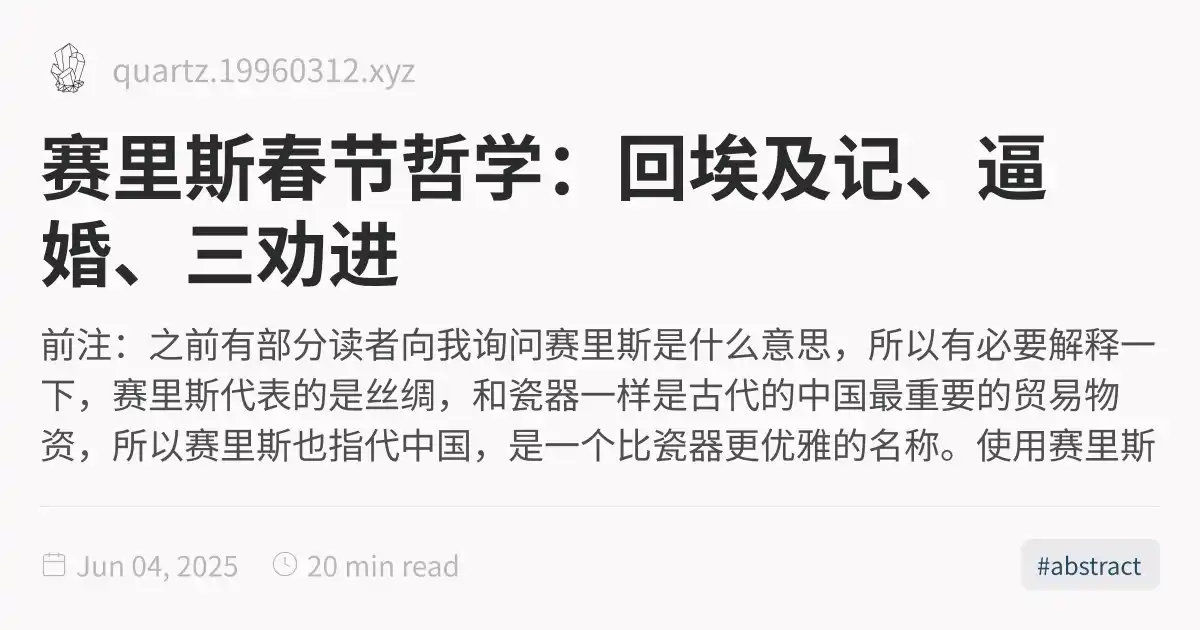 quartz.19960312.xyz
赛里斯春节哲学：回埃及记、逼
婚、三劝进
前注：之前有部分读者向我询问赛里斯是什么意思，所以有必要解释一
下，赛里斯代表的是丝绸，和瓷器一样是古代的中国最重要的贸易物
资，所以赛里斯也指代中国，是一个比瓷器更优雅的名称。使用赛里斯
Jun 04, 2025 20 min read #abstract